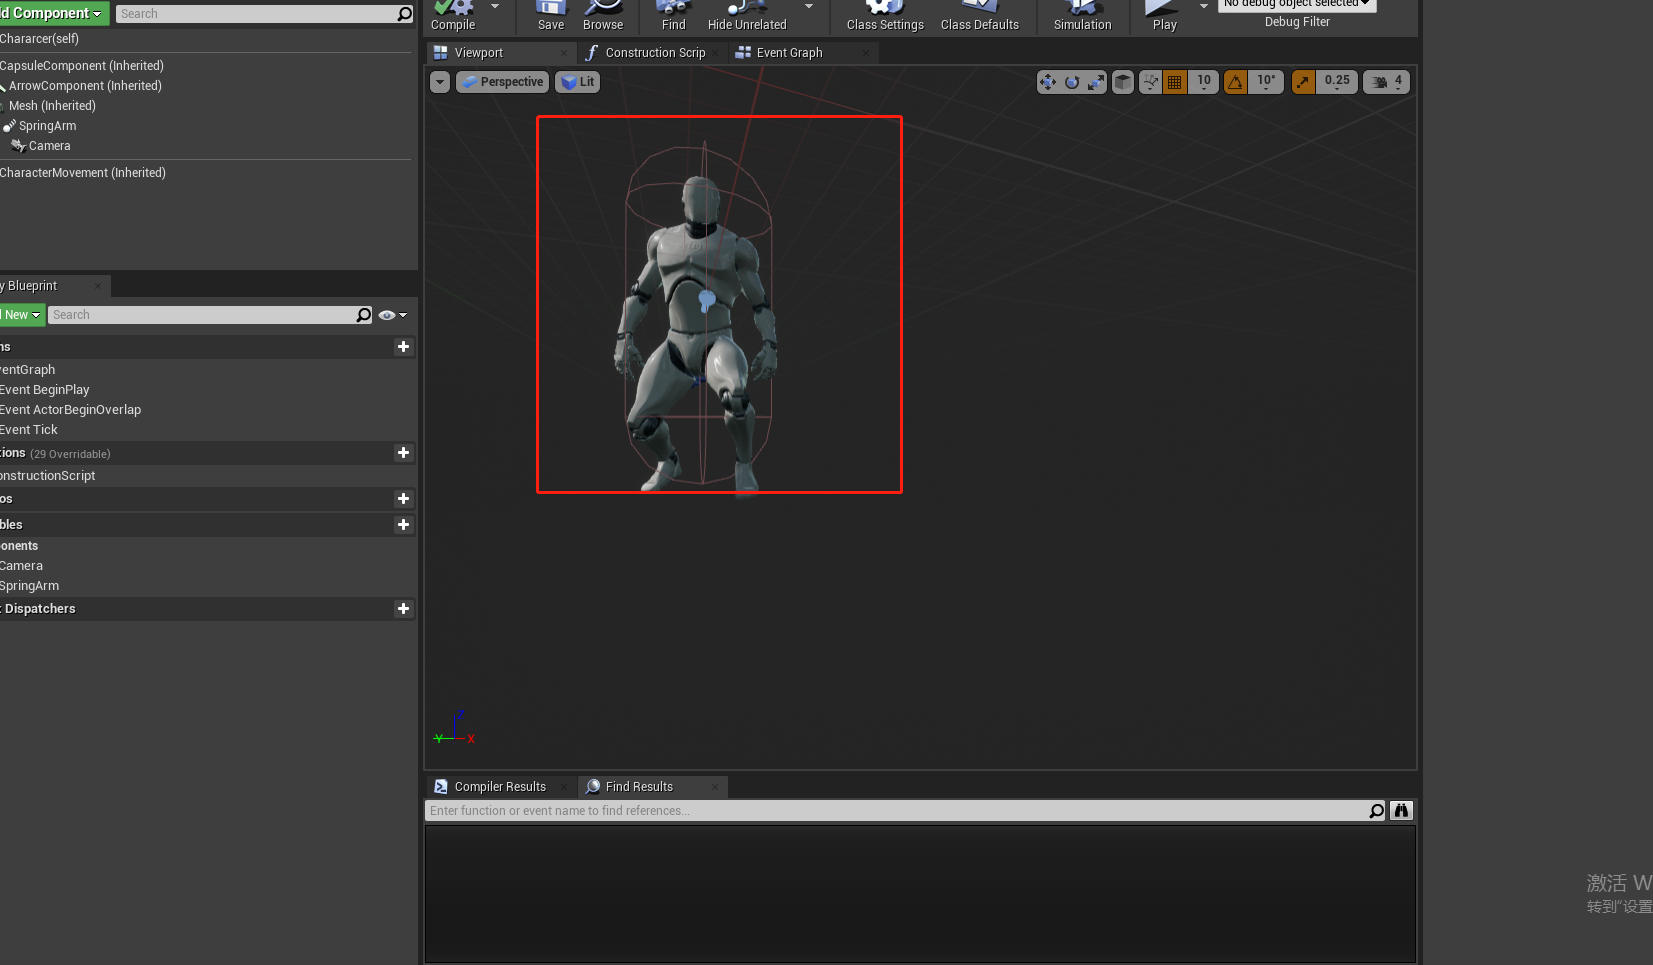 d Component
Search
Chararcer(self)
CapsuleComponent (Inherited)
ArrowComponent (Inherited)
Mesh (Inherited)
SpringArm
Camera
CharacterMovement (Inherited)
y Blueprint
New
Search
ns
ventGraph
Event BeginPlay
Event ActorBeginOverlap
Event Tick
tions (29 Overridable)
onstructionScript
os
bles
onents
Camera
SpringArm
t Dispatchers
Compile
Save
Browse
Find
Hide Unrelated
Class Settings
Class Defaults
Simulation
Play
No debug object selected
Debug Filter
Viewport
Construction Scrip
Event Graph
Perspective
Lit
10
10°
0.25
4
Z
Y
X
Compiler Results
Find Results
Enter function or event name to find references...
激活 W
转到"设置